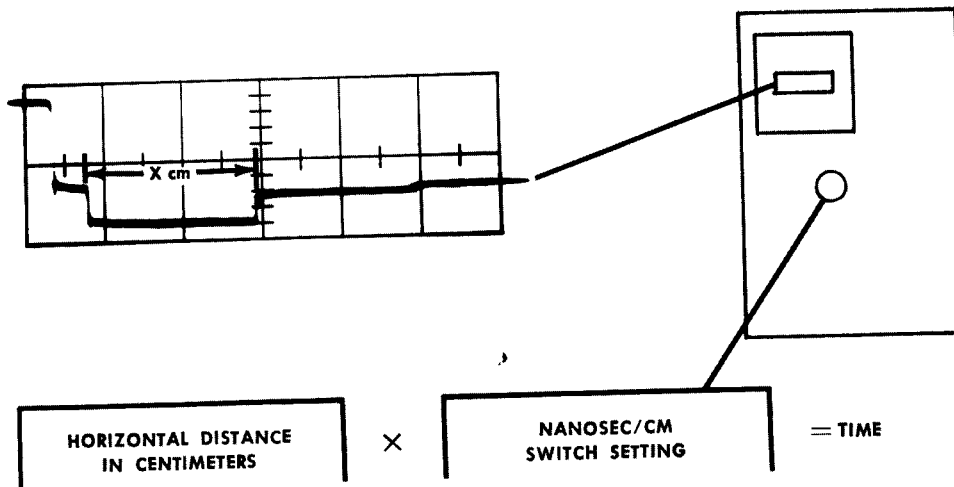 X cm
HORIZONTAL DISTANCE
IN CENTIMETERS
×
NANOSEC/CM
SWITCH SETTING
= TIME